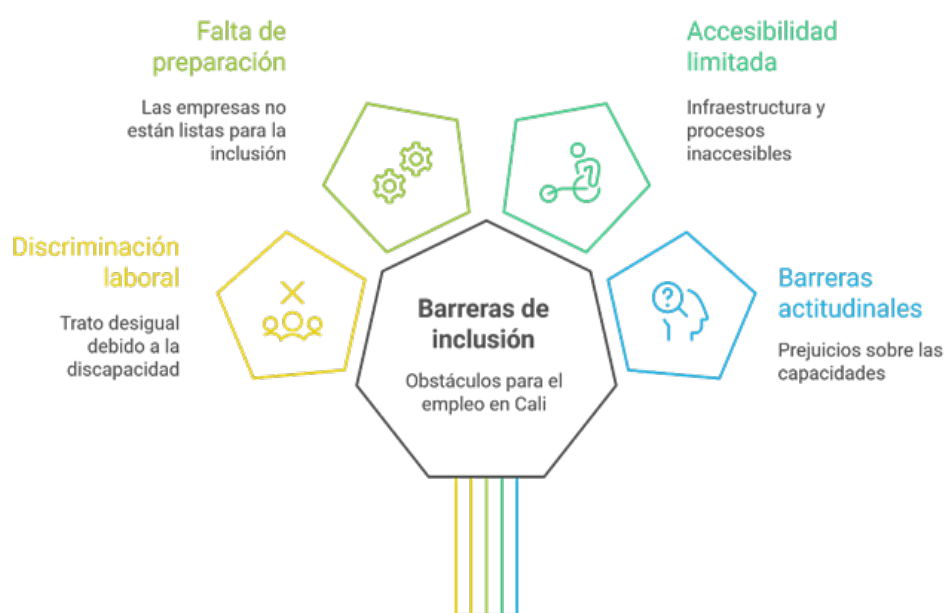 Falta de
preparación
Las empresas no
están listas para la
inclusión
Accesibilidad
limitada
Infraestructura y
procesos
inaccesibles
Discriminación
laboral
Trato desigual
debido a la
discapacidad
Barreras de
inclusión
Obstáculos para el
empleo en Cali
Barreras
actitudinales
Prejuicios sobre las
capacidades
?